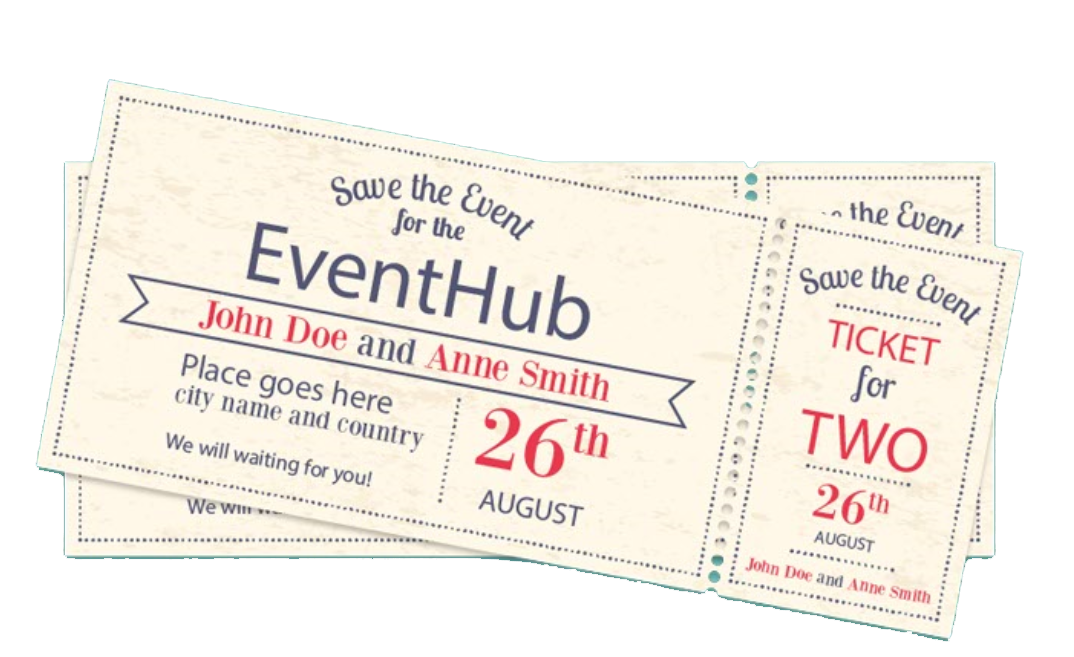 Save the Event
for the
EventHub
John Doe and Anne Smith
Place goes here
city name and country
We will waiting for you!
26th
AUGUST
the Event
Save the Event
TICKET
for
TWO
26th
AUGUST
John Doe and Anne Smith
We will